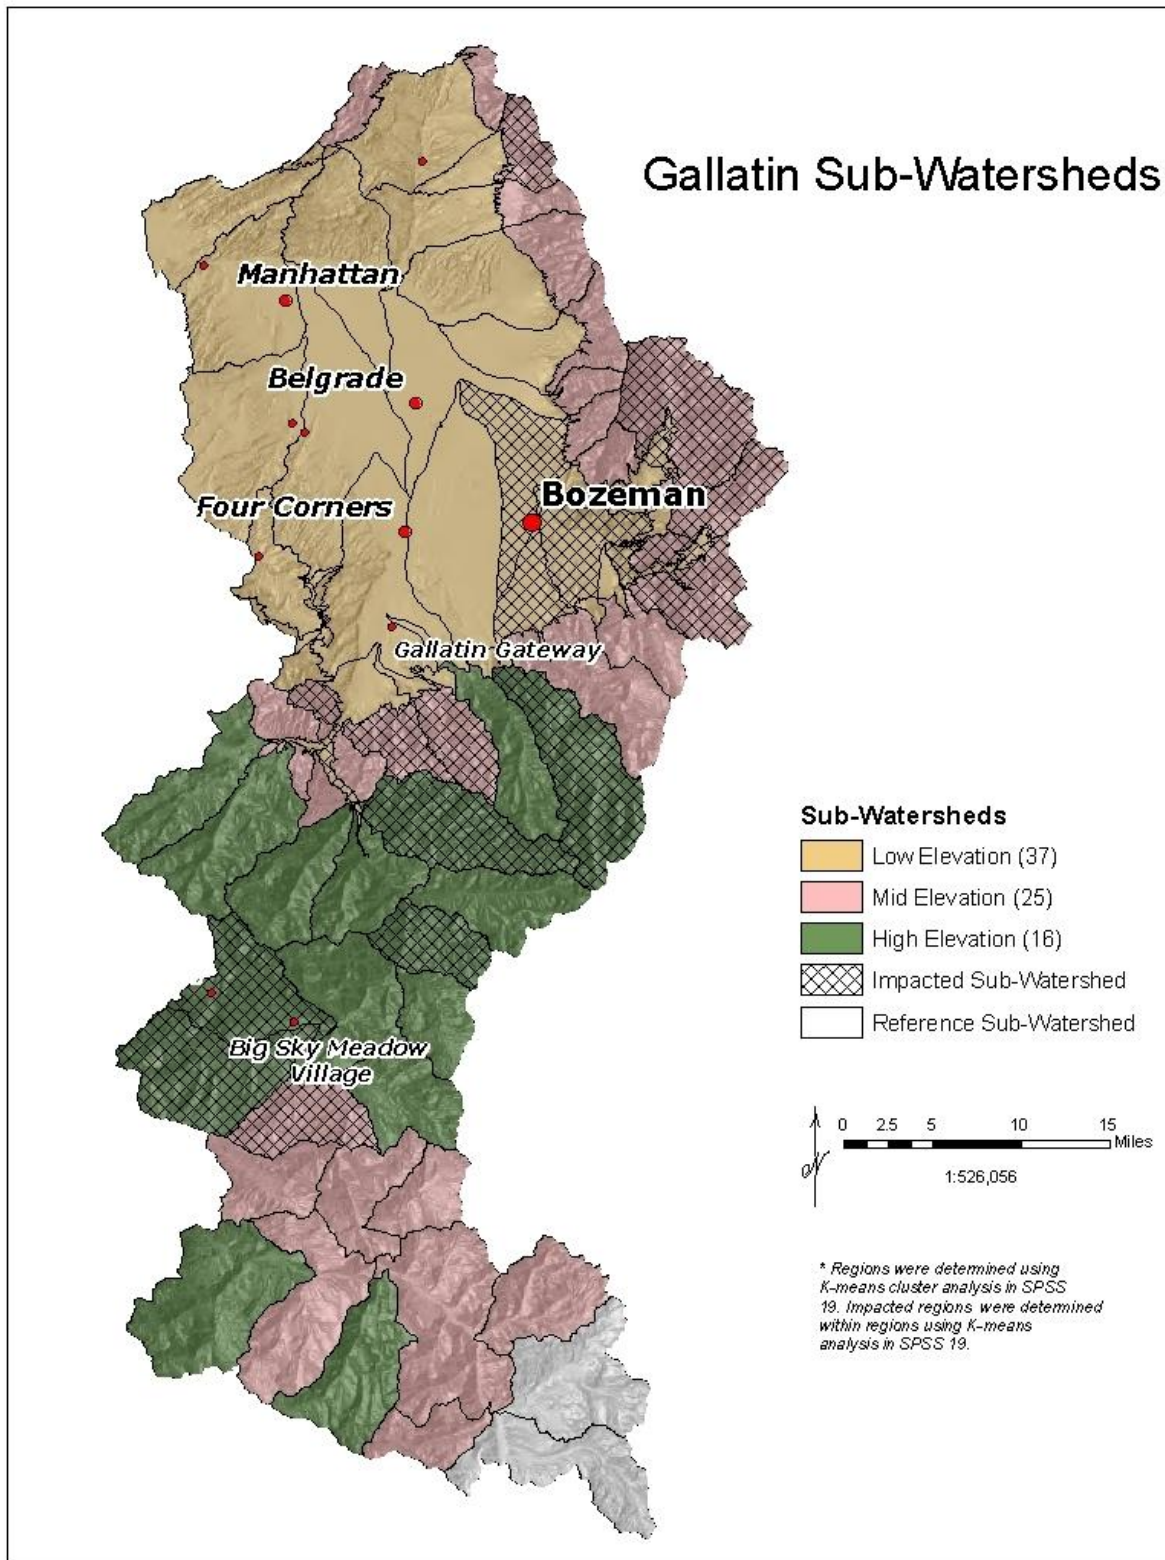 Gallatin Sub-Watersheds
Manhattan
Belgrade
Four Corners
Bozeman
Gallatin Gateway
Big Sky Meadow
Village
Sub-Watersheds
Low Elevation (37)
Mid Elevation (25)
High Elevation (16)
Impacted Sub-Watershed
Reference Sub-Watershed
0 2.5 5 10 15
Miles
1:526,056
* Regions were determined using
K-means cluster analysis in SPSS
19. Impacted regions were determined
within regions using K-means
analysis in SPSS 19.